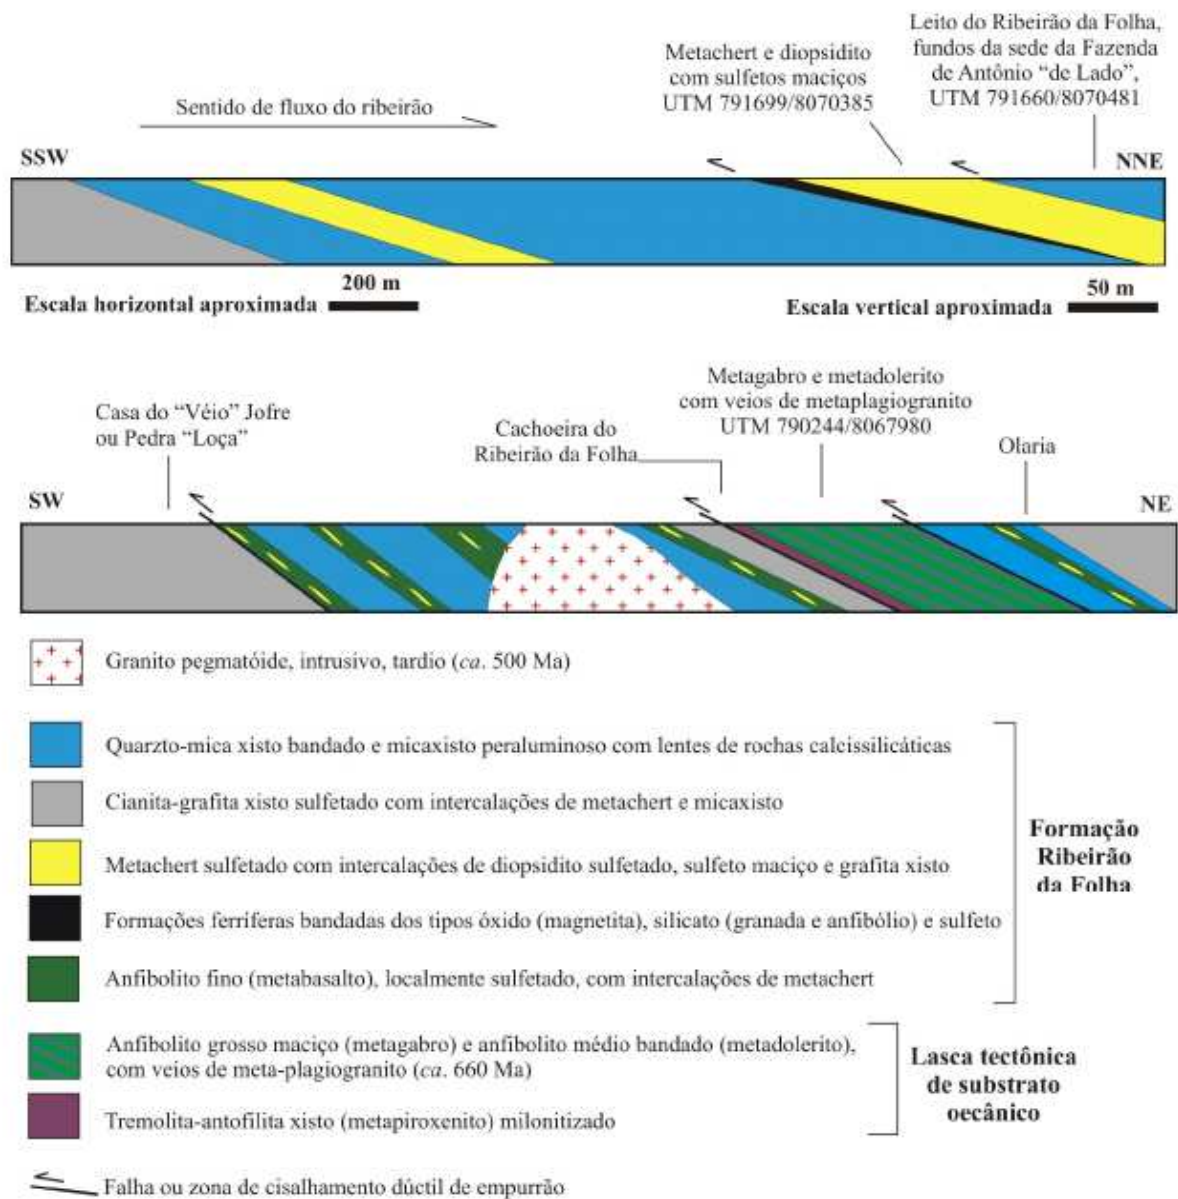 Leito do Ribeirão da Folha,
fundos da sede da Fazenda
de Antônio “de Lado”,
UTM 791660/8070481
Metachert e diopsidito
com sulfetos maciços
UTM 791699/8070385
Sentido de fluxo do ribeirão
SSW
NNE
200 m
Escala horizontal aproximada
50 m
Escala vertical aproximada
Metagabro e metadolerito
com veios de metaplagiogranito
UTM 790244/8067980
Casa do “Véio” Jofre
ou Pedra “Loça”
Cachoeira do
Ribeirão da Folha
Olaria
SW
NE
Granito pegmatóide, intrusivo, tardio (ca. 500 Ma)
Quarzto-mica xisto bandado e micaxisto peraluminoso com lentes de rochas calcissilicáticas
Cianita-grafita xisto sulfetado com intercalações de metachert e micaxisto
Metachert sulfetado com intercalações de diopsidito sulfetado, sulfeto maciço e grafita xisto
Formações ferríferas bandadas dos tipos óxido (magnetita), silicato (granada e anfibólio) e sulfeto
Anfibolito fino (metabasalto), localmente sulfetado, com intercalações de metachert
Formação
Ribeirão
da Folha
Anfibolito grosso maciço (metagabro) e anfibolito médio bandado (metadolerito),
com veios de meta-plagiogranito (ca. 660 Ma)
Tremolita-antofilita xisto (metapiroxenito) milonitizado
Lasca tectônica
de substrato
oecânico
Falha ou zona de cisalhamento dúctil de empurrão